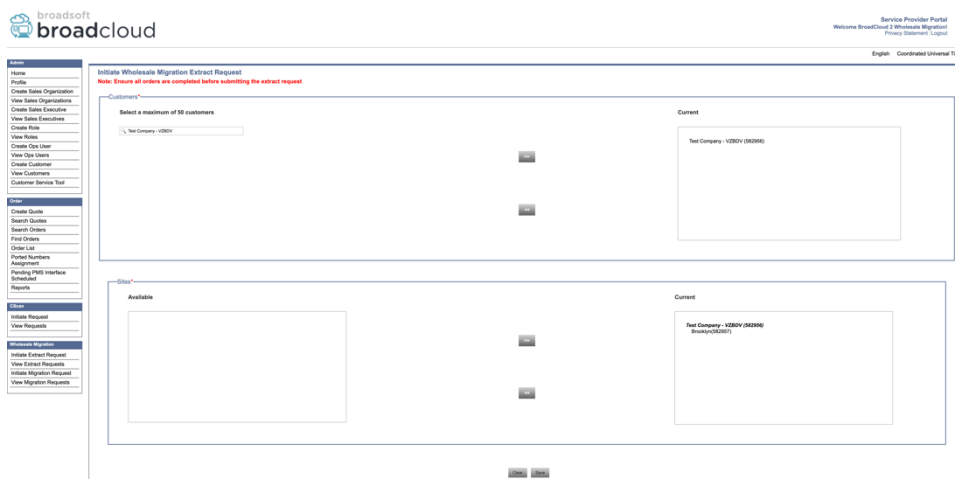 broadsoft
broadcloud
Service Provider Portal
Welcome BroadCloud 2 Wholesale Migration!
Privacy Statement Logout
English Coordinated Universal Ti
Admin
Home
Profile
Create Sales Organization
View Sales Organizations
Create Sales Executive
View Sales Executives
Create Role
View Roles
Create Ops User
View Ops Users
Create Customer
View Customers
Customer Service Tool
Order
Create Quote
Search Quotes
Search Orders
Find Orders
Order List
Ported Numbers
Assignment
Pending PMS Interface
Scheduled
Reports
CScan
Initiate Request
View Requests
Wholesale Migration
Initiate Extract Request
View Extract Requests
Initiate Migration Request
View Migration Requests
Initiate Wholesale Migration Extract Request
Note: Ensure all orders are completed before submitting the extract request
Customers*
Select a maximum of 50 customers
Current
Test Company - VZBDV
Test Company - VZBDV (582956)
>>
<<
Sites*
Available
Current
Test Company - VZBDV (582956)
Brooklyn(582957)
>>
<<
Clear Save